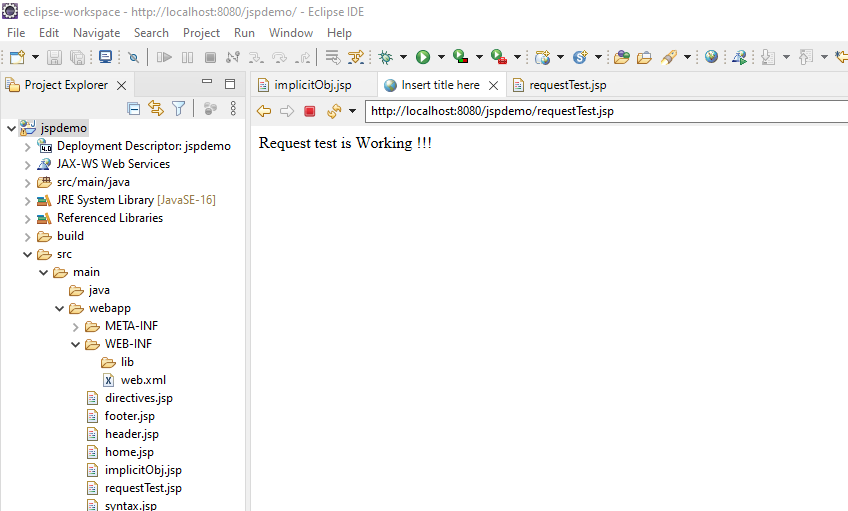 eclipse-workspace - http://localhost:8080/jspdemo/ - Eclipse IDE
File Edit Navigate Search Project Run Window Help
Project Explorer
implicitObj.jsp
Insert title here
requestTest.jsp
http://localhost:8080/jspdemo/requestTest.jsp
Request test is Working !!!
jspdemo
4.0 Deployment Descriptor: jspdemo
JAX-WS Web Services
src/main/java
JRE System Library [JavaSE-16]
Referenced Libraries
build
src
main
java
webapp
META-INF
WEB-INF
lib
X web.xml
directives.jsp
footer.jsp
header.jsp
home.jsp
implicitObj.jsp
requestTest.jsp
syntax.jsp